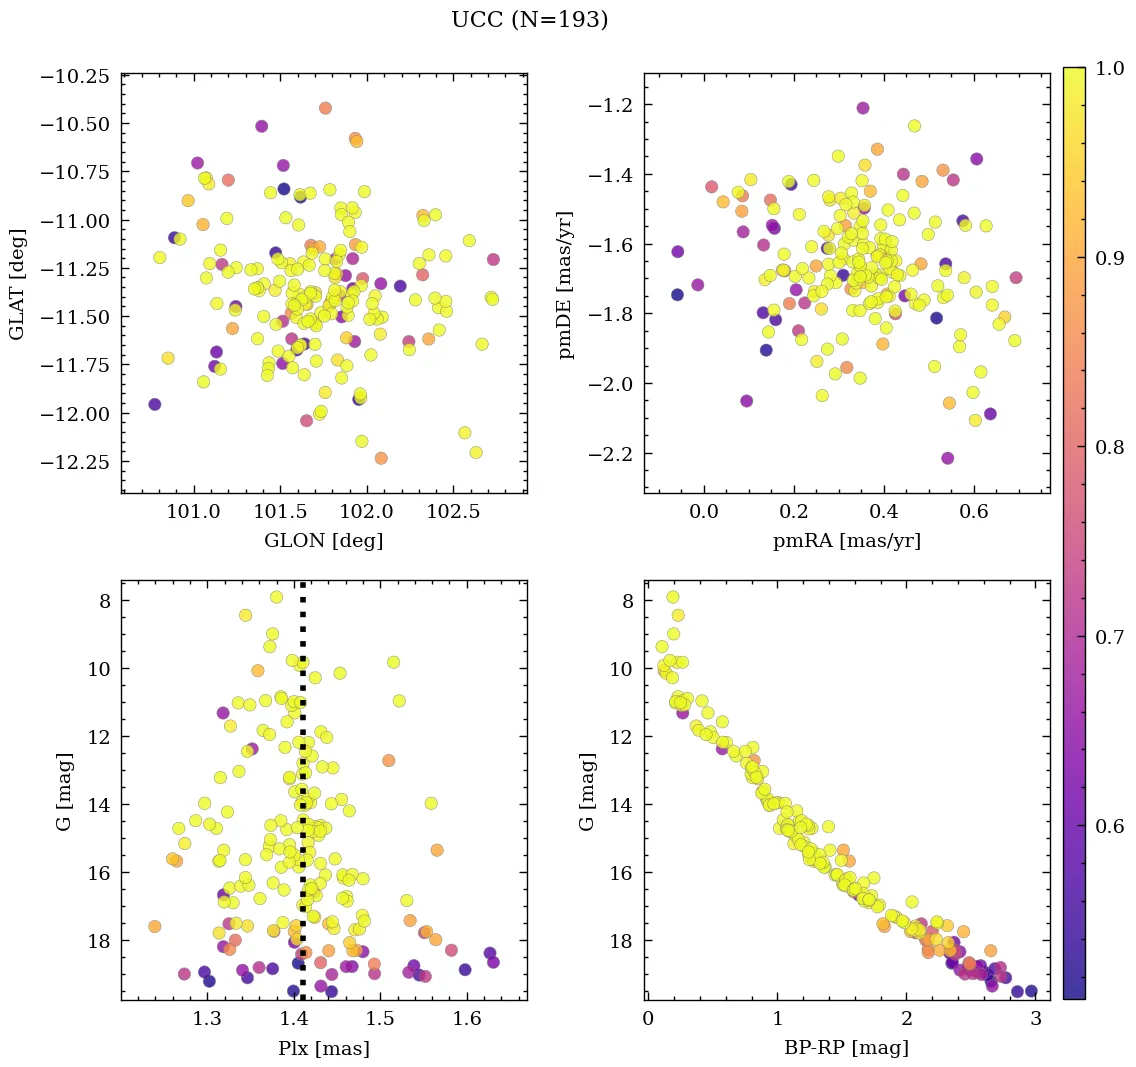 UCC (N=193)
−10.25
−10.50
−10.75
−11.00
−11.25
−11.50
−11.75
−12.00
−12.25
GLAT [deg]
101.0 101.5 102.0 102.5
GLON [deg]
−1.2
−1.4
−1.6
−1.8
−2.0
−2.2
pmDE [mas/yr]
0.0 0.2 0.4 0.6
pmRA [mas/yr]
1.0
0.9
0.8
0.7
0.6
8
10
12
14
16
18
G [mag]
1.3 1.4 1.5 1.6
Plx [mas]
8
10
12
14
16
18
G [mag]
0 1 2 3
BP-RP [mag]